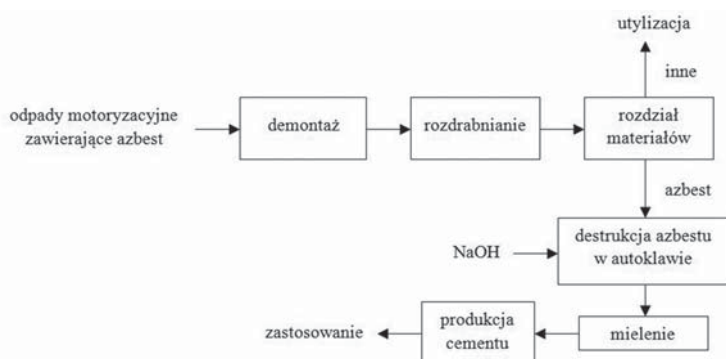 utylizacja
inne
odpady motoryzacyjne
zawierające azbest
demontaż
rozdrabnianie
rozdział
materiałów
azbest
NaOH
destrukcja azbestu
w autoklawie
zastosowanie
produkcja
cementu
mielenie